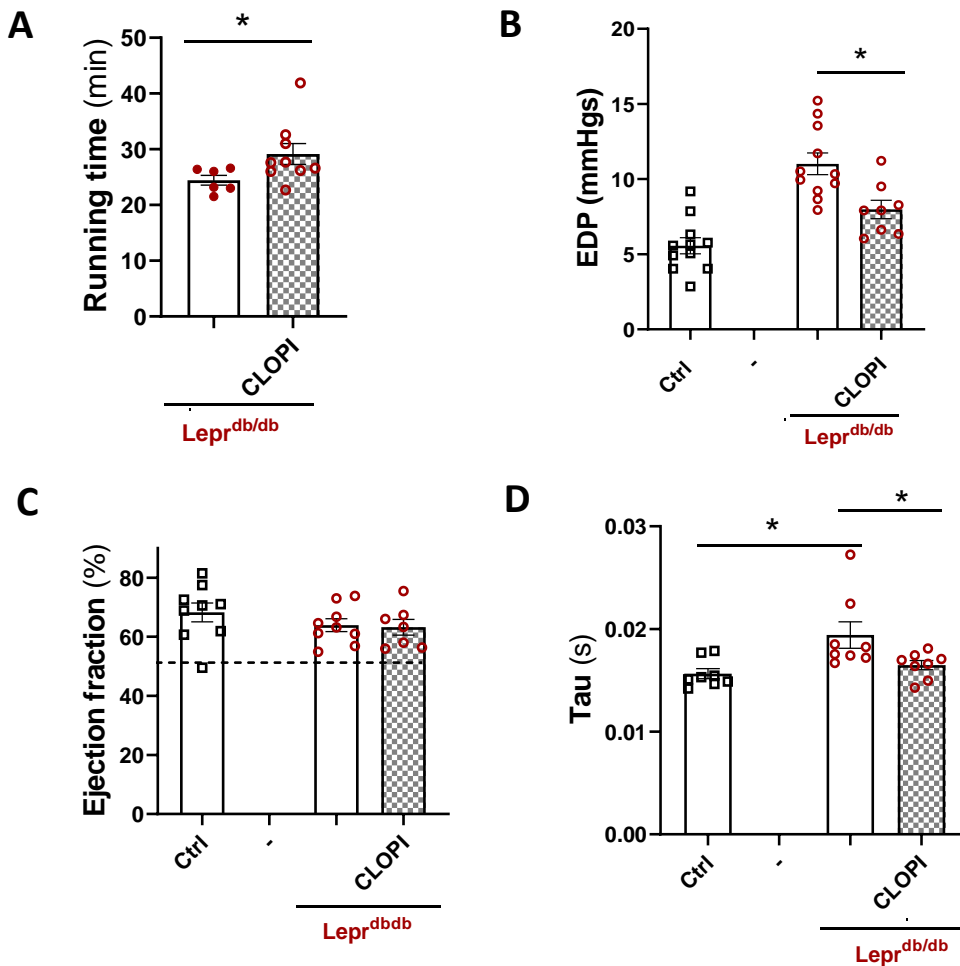 A
*
Running time (min)
50
40
30
20
10
0
CLOPI
Lepr^db/db
B
*
EDP (mmHgs)
20
15
10
5
0
Ctrl
-
CLOPI
Lepr^db/db
C
Ejection fraction (%)
80
60
40
20
0
Ctrl
-
CLOPI
Lepr^dbdb
D
*
*
Tau (s)
0.03
0.02
0.01
0.00
Ctrl
-
CLOPI
Lepr^db/db